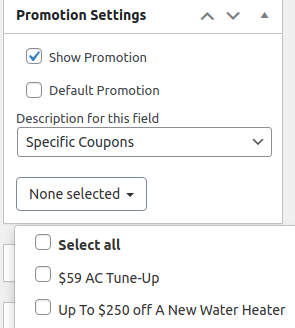 Promotion Settings
Show Promotion
Default Promotion
Description for this field
Specific Coupons
None selected
Select all
$59 AC Tune-Up
Up To $250 off A New Water Heater